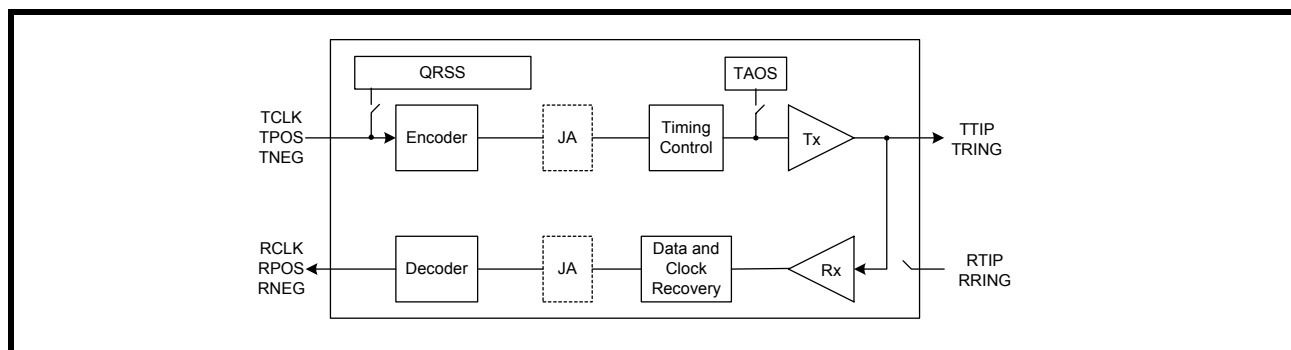 QRSS
TAOS
TCLK
TPOS
TNEG
Encoder
JA
Timing
Control
Tx
TTIP
TRING
RCLK
RPOS
RNEG
Decoder
JA
Data and
Clock
Recovery
Rx
RTIP
RRING